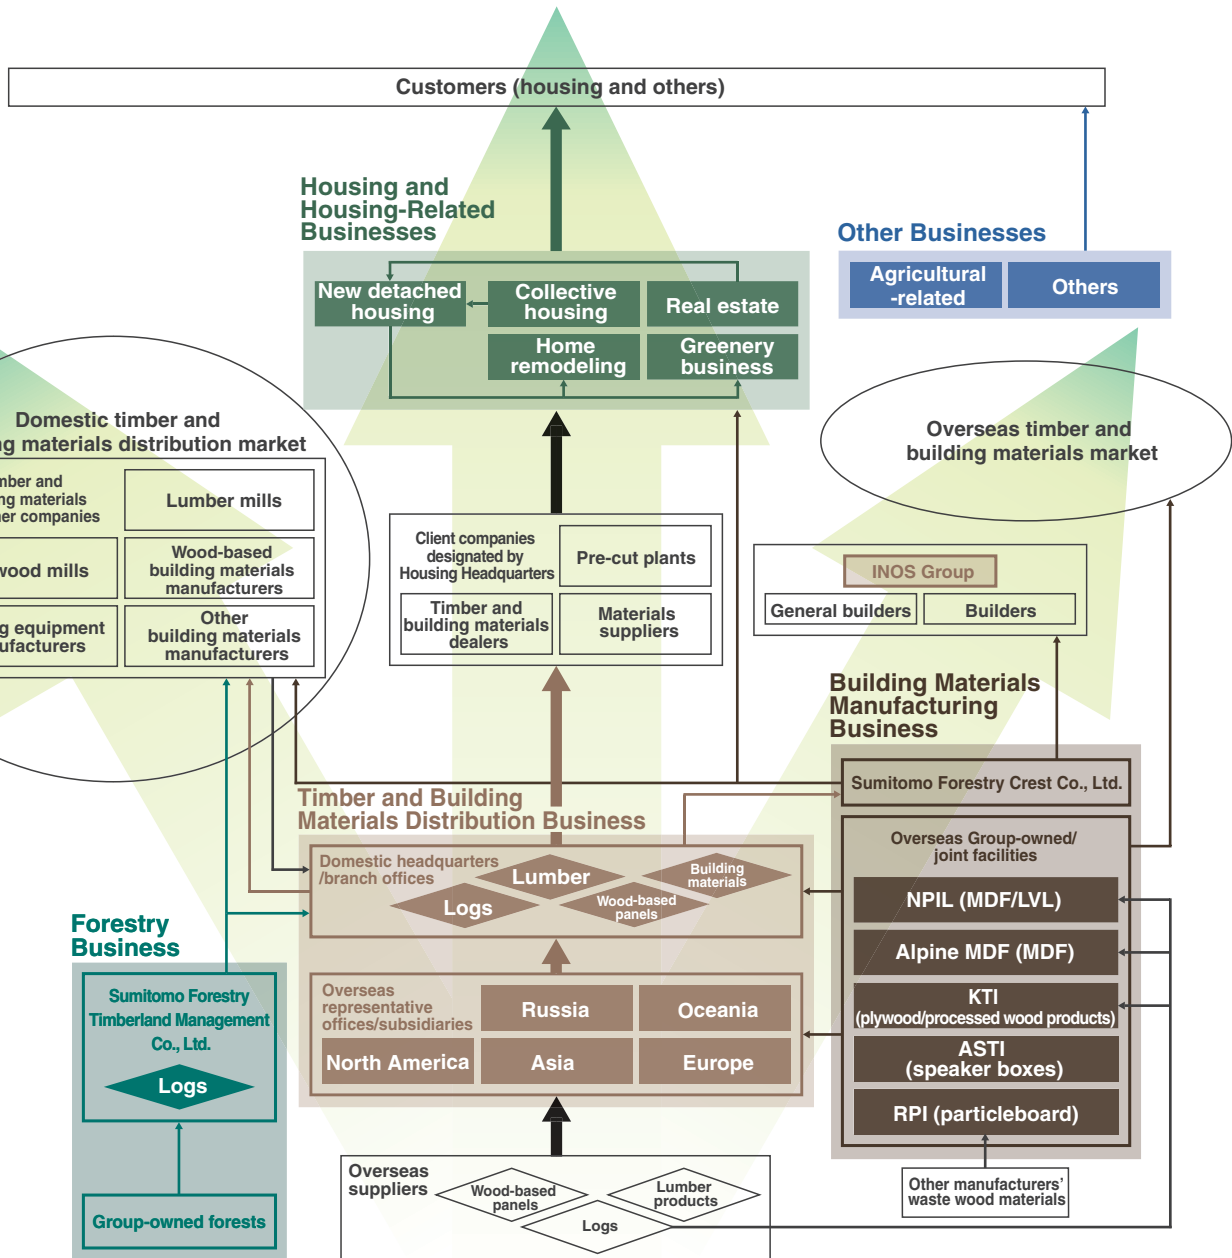 Customers (housing and others)
Housing and
Housing-Related
Businesses
New detached
housing
Collective
housing
Real estate
Home
remodeling
Greenery
business
Other Businesses
Agricultural
-related
Others
Domestic timber and
materials distribution market
and
materials
companies
Lumber mills
mills
Wood-based
building materials
manufacturers
equipment
Other
building materials
manufacturers
Overseas timber and
building materials market
Client companies
designated by
Housing Headquarters
Pre-cut plants
Timber and
building materials
dealers
Materials
suppliers
INOS Group
General builders
Builders
Building Materials
Manufacturing
Business
Sumitomo Forestry Crest Co., Ltd.
Overseas Group-owned/
joint facilities
NPIL (MDF/LVL)
Alpine MDF (MDF)
KTI
(plywood/processed wood products)
ASTI
(speaker boxes)
RPI (particleboard)
Other manufacturers'
waste wood materials
Timber and Building
Materials Distribution Business
Domestic headquarters
/branch offices
Lumber
Building
materials
Logs
Wood-based
panels
Overseas
representative
offices/subsidiaries
Russia
Oceania
North America
Asia
Europe
Forestry
Business
Sumitomo Forestry
Timberland Management
Co., Ltd.
Logs
Group-owned forests
Overseas
suppliers
Wood-based
panels
Lumber
products
Logs